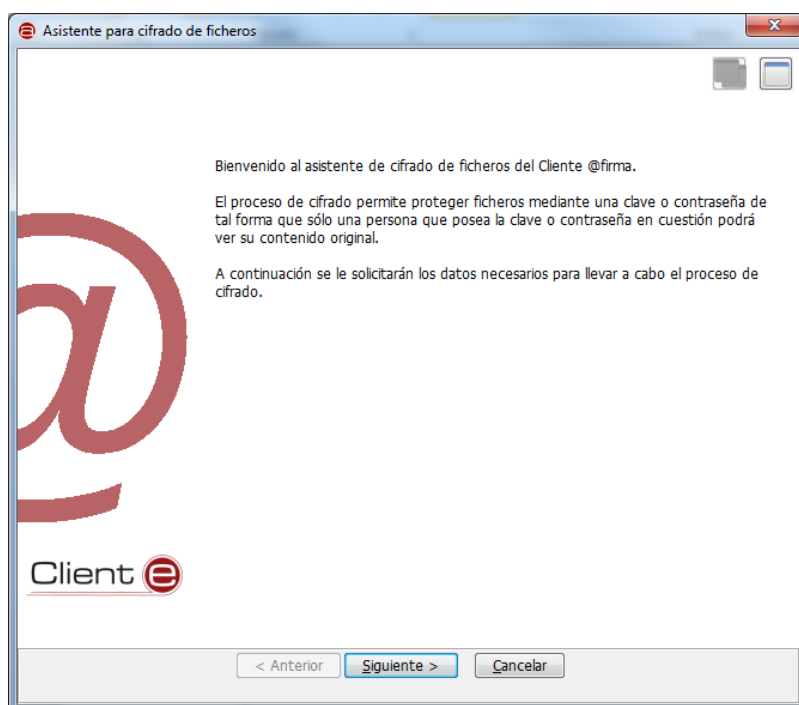 Asistente para cifrado de ficheros
Bienvenido al asistente de cifrado de ficheros del Cliente @firma.
El proceso de cifrado permite proteger ficheros mediante una clave o contraseña de
tal forma que sólo una persona que posea la clave o contraseña en cuestión podrá
ver su contenido original.
A continuación se le solicitarán los datos necesarios para llevar a cabo el proceso de
cifrado.
@
Client e
< Anterior Siguiente > Cancelar